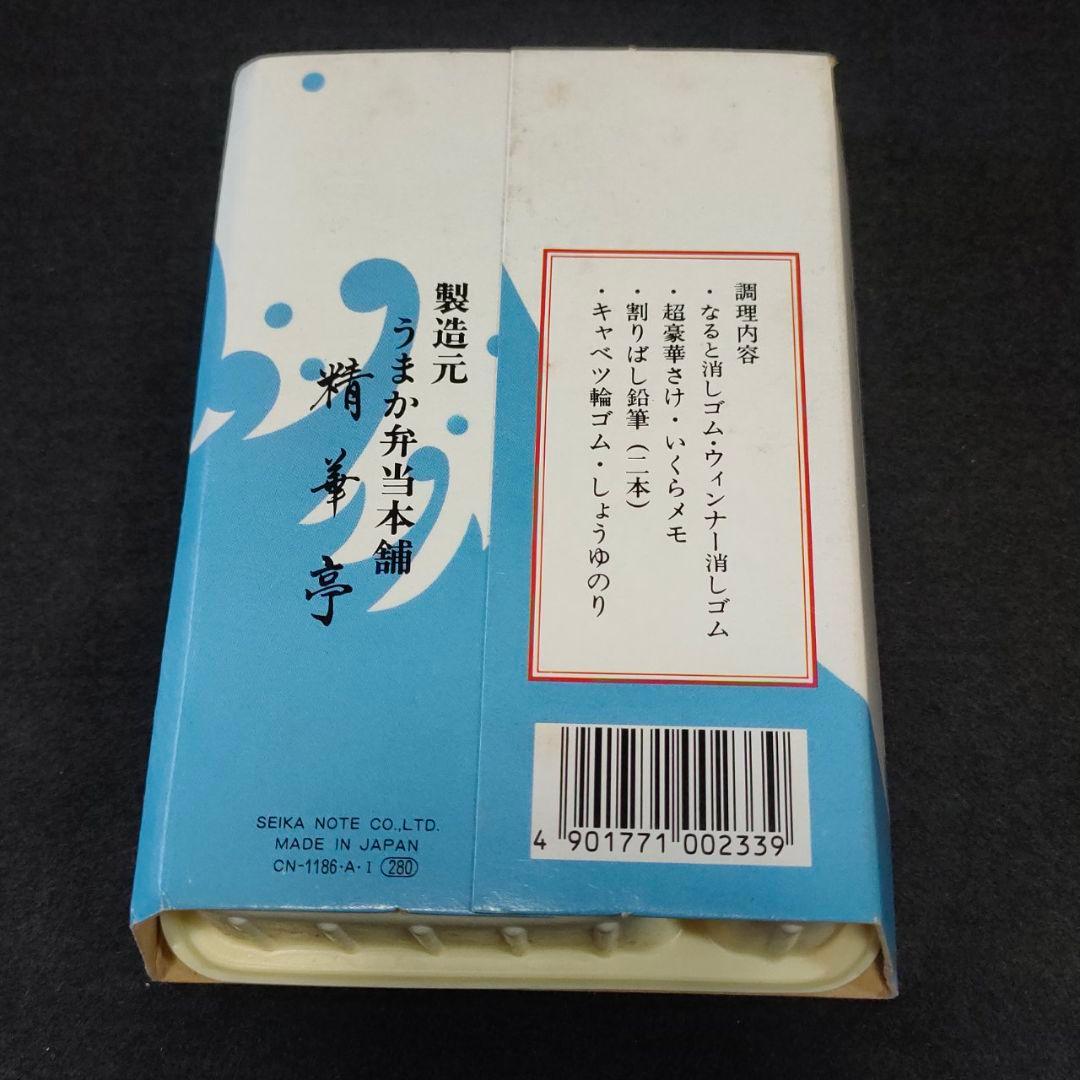 調理内容
・なると消しゴム・ウィンナー消しゴム
・超豪華さけ・いくらメモ
・割りばし鉛筆(二本)
・キャベツ輪ゴム・しょうゆのり
製造元
うまか弁当本舗
精華亭
SEIKA NOTE CO.,LTD.
MADE IN JAPAN
CN-1186・A・I 280
4 901771 002339